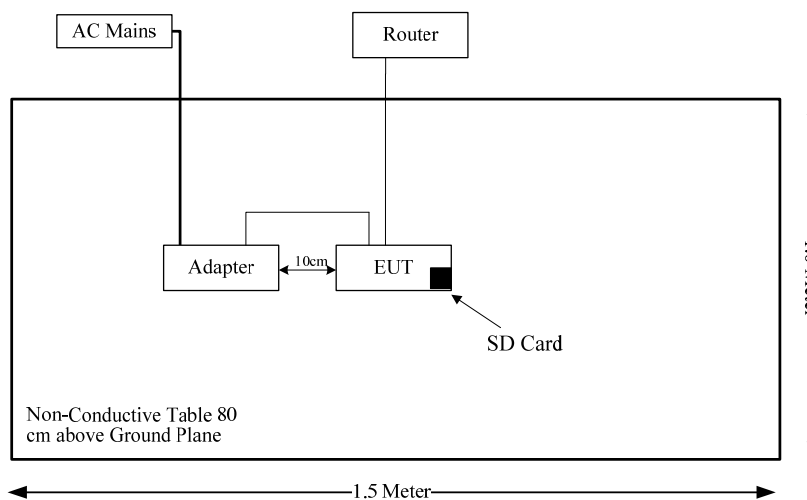 AC Mains
Router
Adapter
10cm
EUT
SD Card
Non-Conductive Table 80
cm above Ground Plane
1.5 Meter